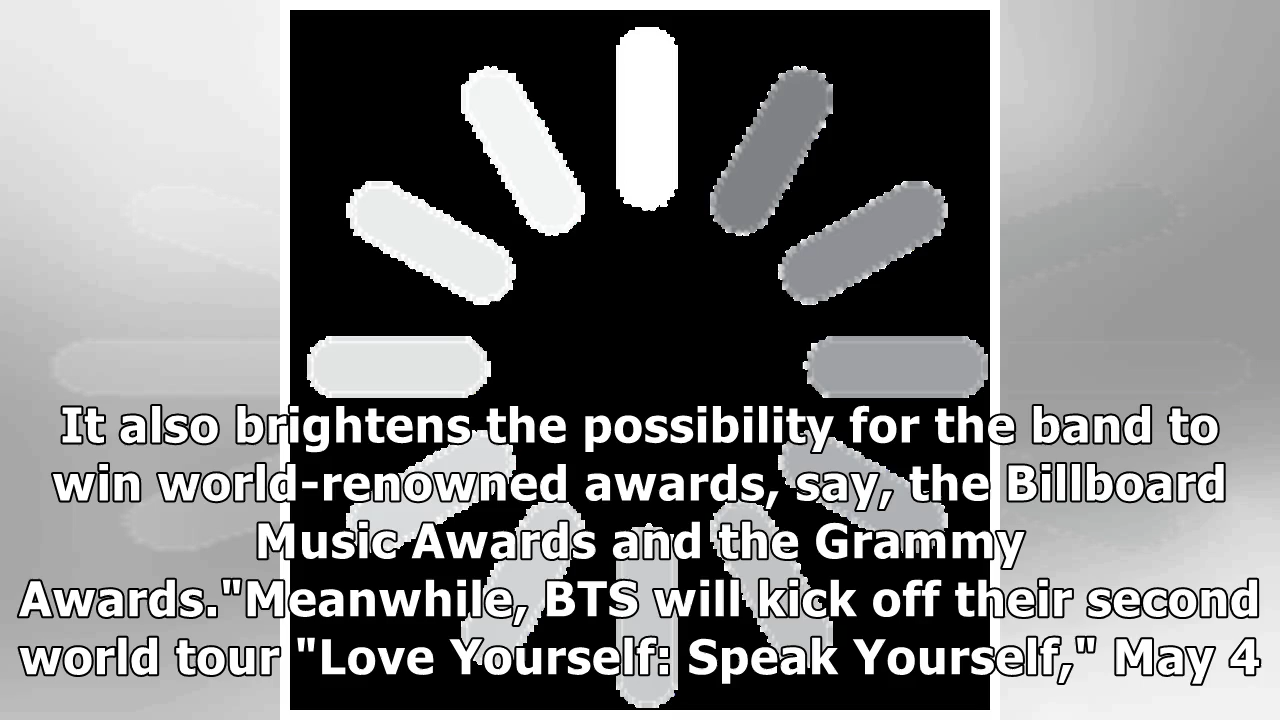 It also brightens the possibility for the band to
win world-renowned awards, say, the Billboard
Music Awards and the Grammy
Awards."Meanwhile, BTS will kick off their second
world tour "Love Yourself: Speak Yourself," May 4